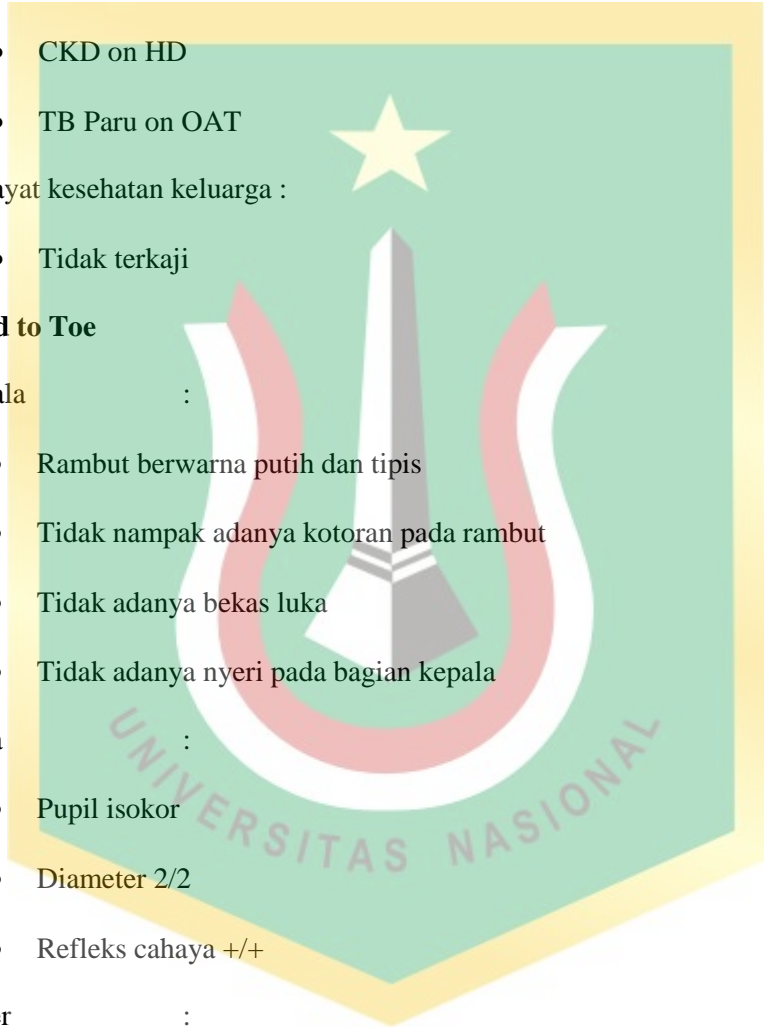 • CKD on HD
• TB Paru on OAT
ayat kesehatan keluarga :
• Tidak terkaji
d to Toe
ala :
• Rambut berwarna putih dan tipis
• Tidak nampak adanya kotoran pada rambut
• Tidak adanya bekas luka
• Tidak adanya nyeri pada bagian kepala
a :
• Pupil isokor
• Diameter 2/2
• Refleks cahaya +/+
er :
UNIVERSITAS NASIONAL